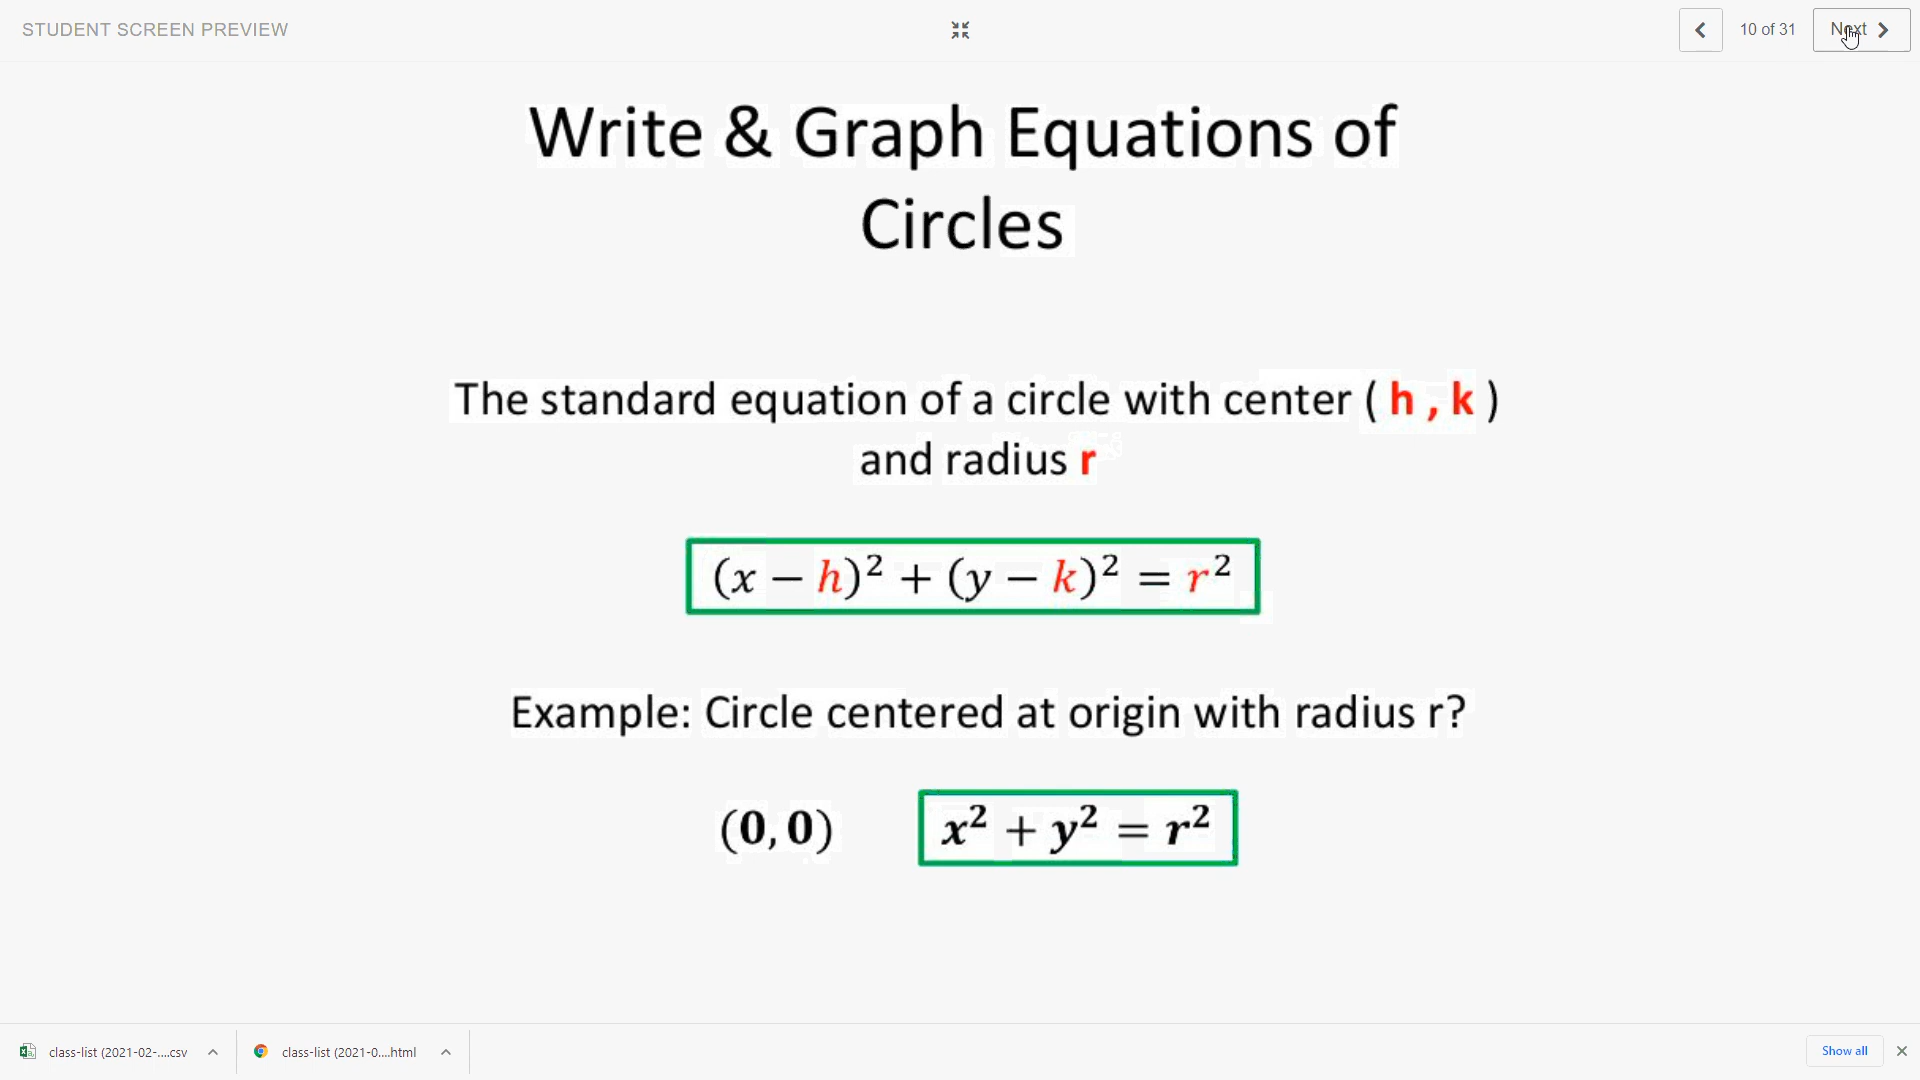 STUDENT SCREEN PREVIEW
10 of 31
Next
Write & Graph Equations of
Circles
The standard equation of a circle with center ( h , k )
and radius r
(x − h)² + (y − k)² = r²
Example: Circle centered at origin with radius r?
(0, 0) x² + y² = r²
class-list (2021-02-....csv
class-list (2021-0....html
Show all